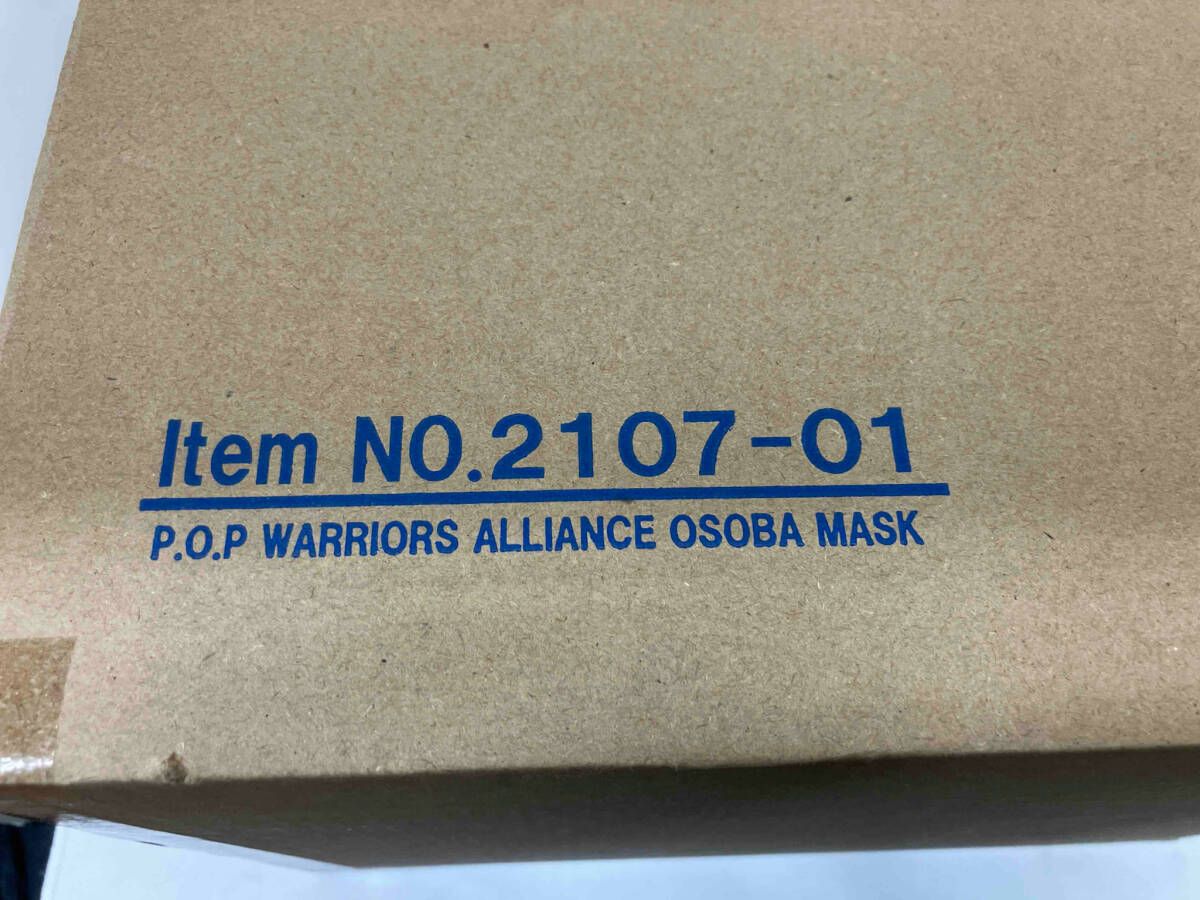 Item NO.2107-01
P.O.P WARRIORS ALLIANCE OSOBA MASK